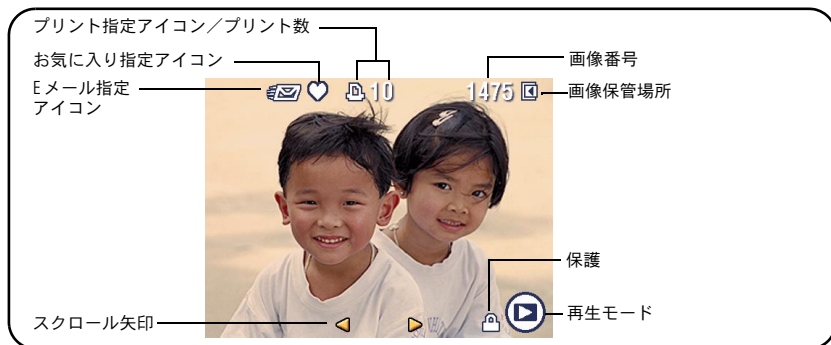 プリント指定アイコン／プリント数
お気に入り指定アイコン
Eメール指定
アイコン
10
1475
画像番号
画像保管場所
保護
スクロール矢印
再生モード